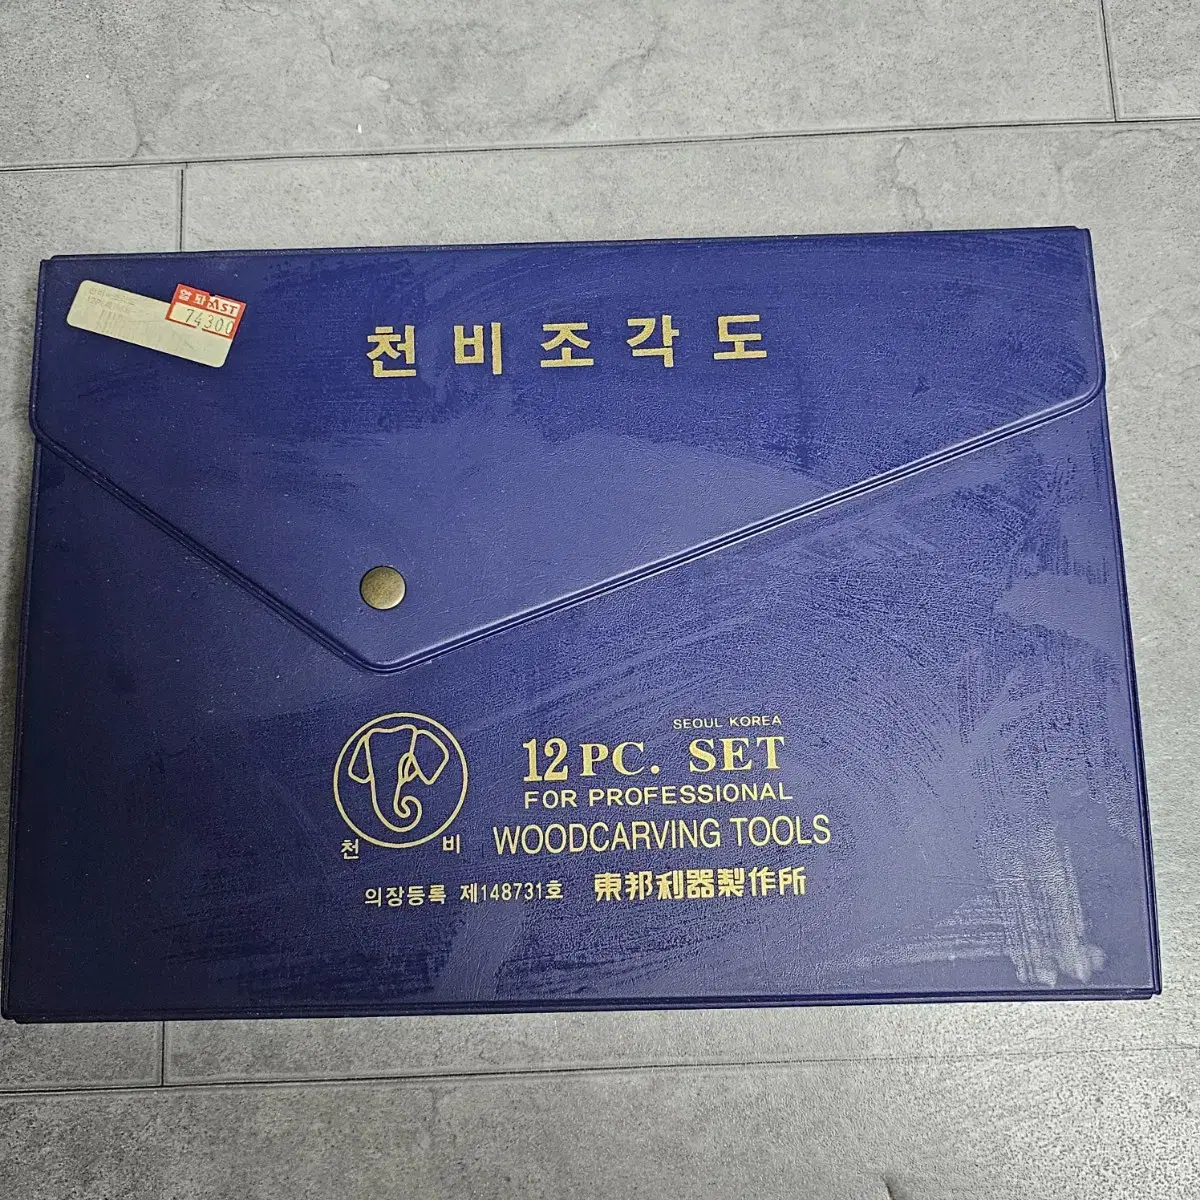 74300
천비조각도
SEOUL KOREA
12 PC. SET
FOR PROFESSIONAL
WOODCARVING TOOLS
천 비
의장등록 제148731호 東邦利器製作所